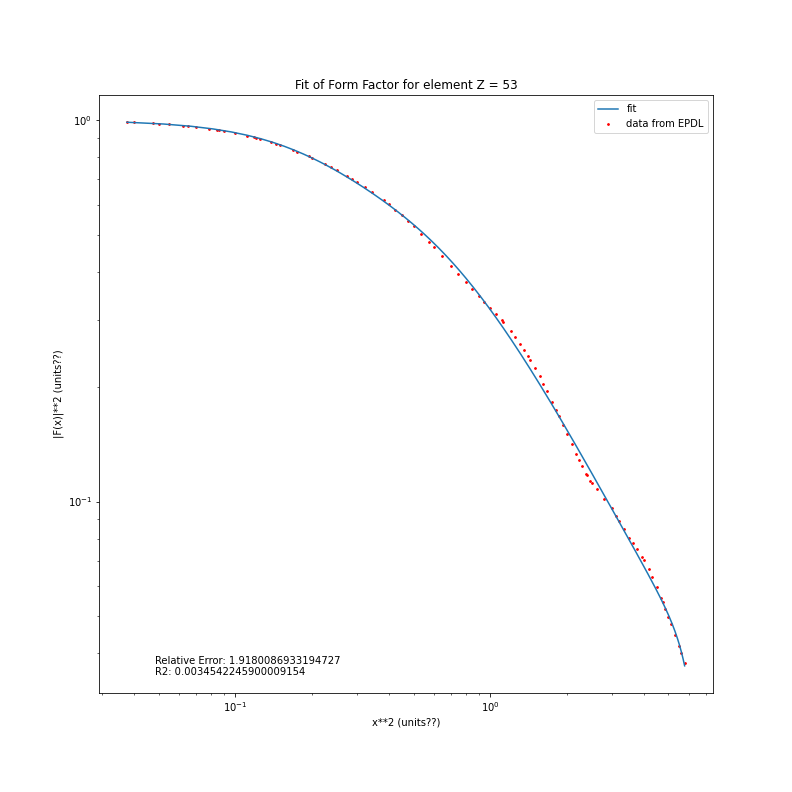 Fit of Form Factor for element Z = 53
fit
data from EPDL
10⁰
|F(x)|**2 (units??)
10⁻¹
Relative Error: 1.9180086933194727
R2: 0.0034542245900009154
10⁻¹
10⁰
x**2 (units??)